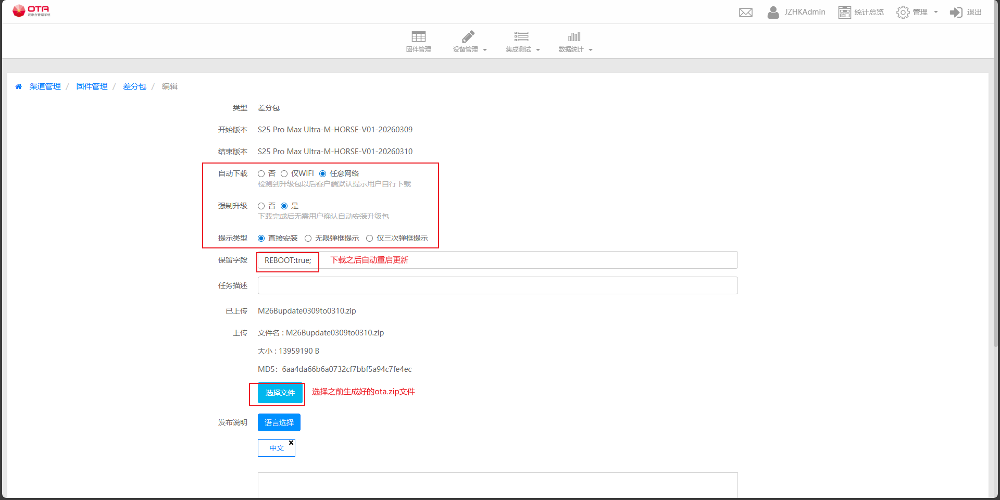 OTA
JZHKAdmin
统计总览
管理
退出
固件管理
设备管理
集成测试
数据统计
渠道管理 / 固件管理 / 差分包 / 编辑
类型 差分包
开始版本 S25 Pro Max Ultra-M-HORSE-V01-20260309
结束版本 S25 Pro Max Ultra-M-HORSE-V01-20260310
自动下载 否 仅WIFI 任意网络
检测到升级包以后客户端默认提示用户自行下载
强制升级 否 是
下载完成后无需用户确认自动安装升级包
提示类型 直接安装 无限弹框提示 仅三次弹框提示
保留字段 REBOOT:true; 下载之后自动重启更新
任务描述
已上传 M26Bupdate0309to0310.zip
上传 文件名 : M26Bupdate0309to0310.zip
大小 : 13959190 B
MD5：6aa4da66b6a0732cf7bbf5a94c7fe4ec
选择文件 选择之前生成好的ota.zip文件
发布说明 语言选择
中文